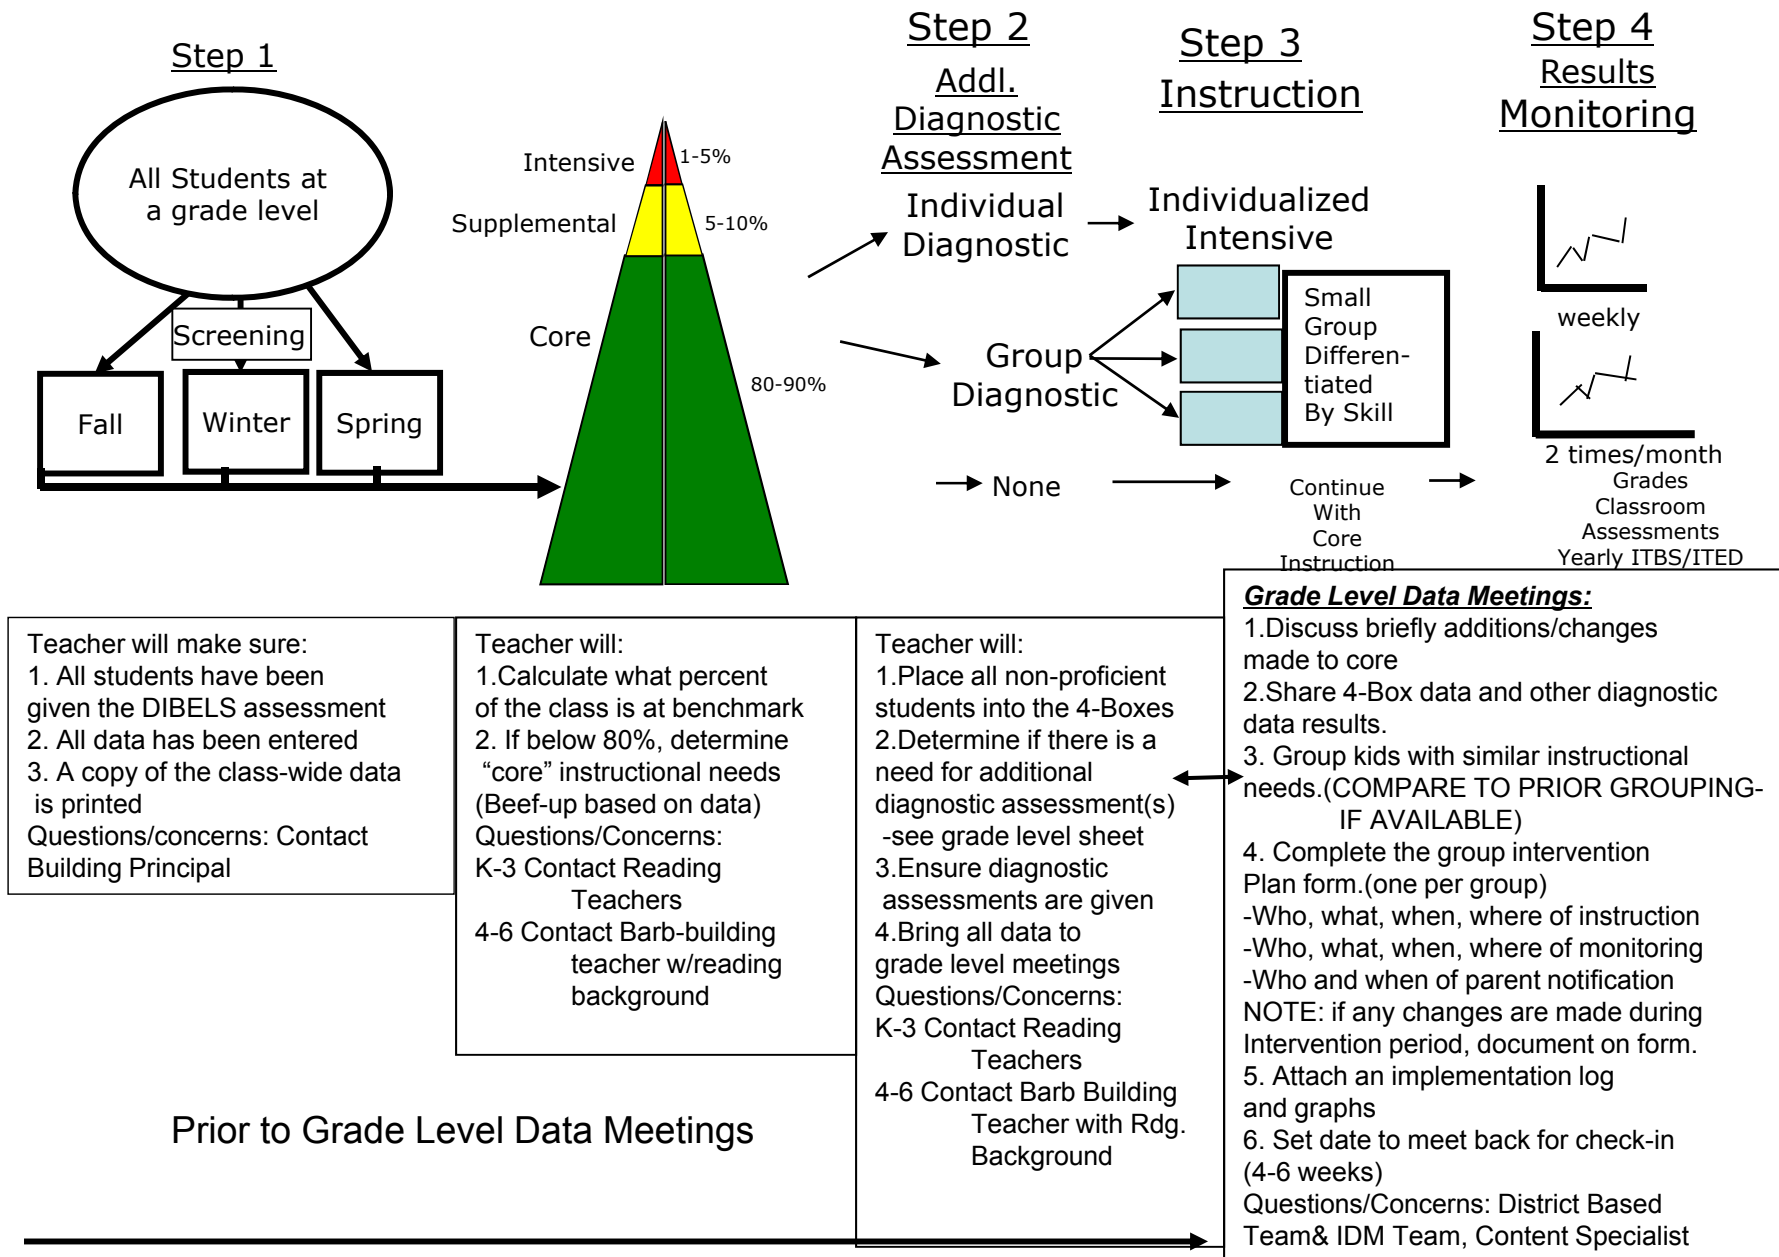 Step 1
All Students at
a grade level
Screening
Fall
Winter
Spring
Intensive
1-5%
Supplemental
5-10%
Core
80-90%
Step 2
Addl.
Diagnostic
Assessment
Individual
Diagnostic
Group
Diagnostic
None
Step 3
Instruction
Individualized
Intensive
Small
Group
Differen-
tiated
By Skill
Continue
With
Core
Instruction
Step 4
Results
Monitoring
weekly
2 times/month
Grades
Classroom
Assessments
Yearly ITBS/ITED
Teacher will make sure:
1. All students have been
given the DIBELS assessment
2. All data has been entered
3. A copy of the class-wide data
is printed
Questions/concerns: Contact
Building Principal
Teacher will:
1.Calculate what percent
of the class is at benchmark
2. If below 80%, determine
“core” instructional needs
(Beef-up based on data)
Questions/Concerns:
K-3 Contact Reading
Teachers
4-6 Contact Barb-building
teacher w/reading
background
Teacher will:
1.Place all non-proficient
students into the 4-Boxes
2.Determine if there is a
need for additional
diagnostic assessment(s)
-see grade level sheet
3.Ensure diagnostic
assessments are given
4.Bring all data to
grade level meetings
Questions/Concerns:
K-3 Contact Reading
Teachers
4-6 Contact Barb Building
Teacher with Rdg.
Background
Grade Level Data Meetings:
1.Discuss briefly additions/changes
made to core
2.Share 4-Box data and other diagnostic
data results.
3. Group kids with similar instructional
needs.(COMPARE TO PRIOR GROUPING-
IF AVAILABLE)
4. Complete the group intervention
Plan form.(one per group)
-Who, what, when, where of instruction
-Who, what, when, where of monitoring
-Who and when of parent notification
NOTE: if any changes are made during
Intervention period, document on form.
5. Attach an implementation log
and graphs
6. Set date to meet back for check-in
(4-6 weeks)
Questions/Concerns: District Based
Team& IDM Team, Content Specialist
Prior to Grade Level Data Meetings